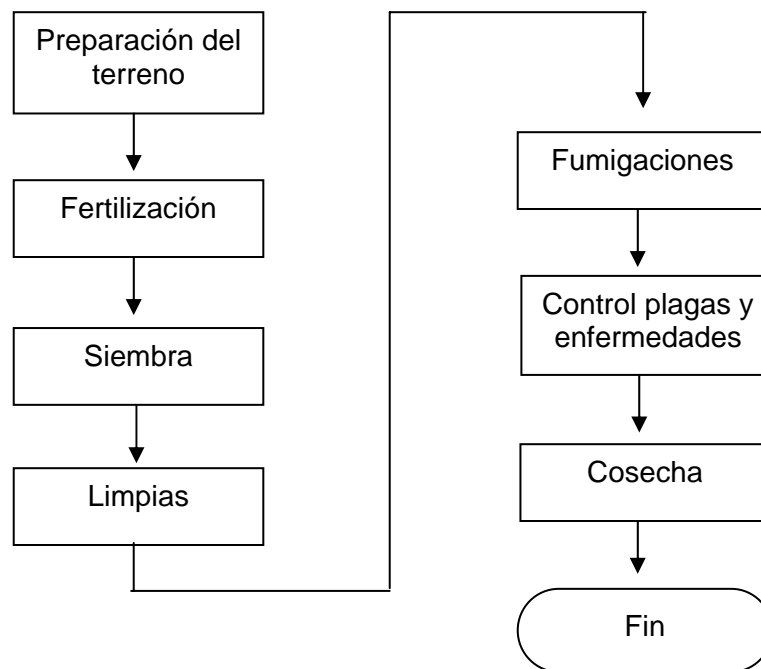 Preparación del
terreno
Fertilización
Siembra
Limpias
Fumigaciones
Control plagas y
enfermedades
Cosecha
Fin